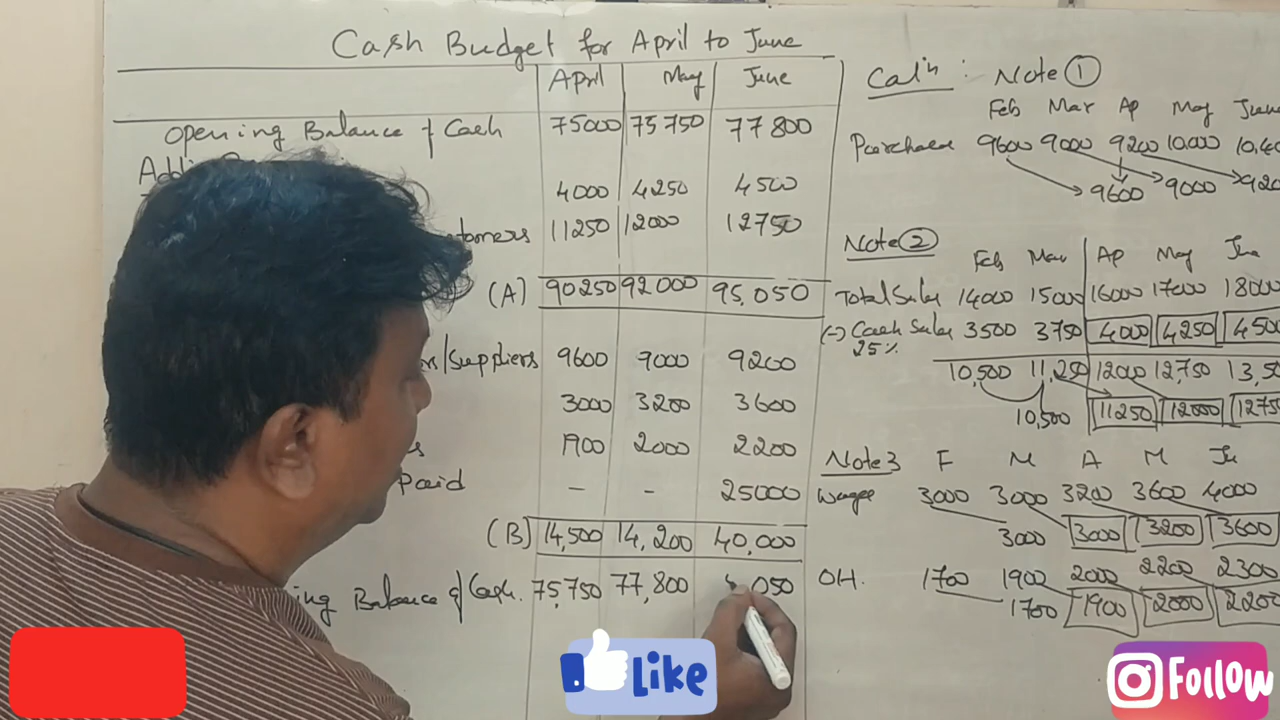 Cash Budget for April to June
April May June
Opening Balance of Cash 75000 75750 77800
4000 4250 4500
11250 12000 12750
(A) 90250 92000 95,050
/Suppliers 9600 9000 9200
3000 3200 3600
1900 2000 2200
Paid - - 25000
(B) 14,500 14,200 40,000
Balance of Cash. 75,750 77,800 050
Cal'n : Note ①
Feb Mar Ap May June
Purchases 9600 9000 9200 10,000
9600 9000
Note ②
Feb Mar Ap May June
Total Sales 14000 15000 16000 17000 18000
(-) Cash Sales 3500 3750 4000 4250 4500
25%
10,500 11,250 12000 12,750
10,500 11250 12000
Note 3 F M A M Ju
Wages 3000 3000 3200 3600 4000
3000 3000 3200 3600
OH. 1700 1900 2000 2200 2300
1700 1900 2000 2200
Like
Follow